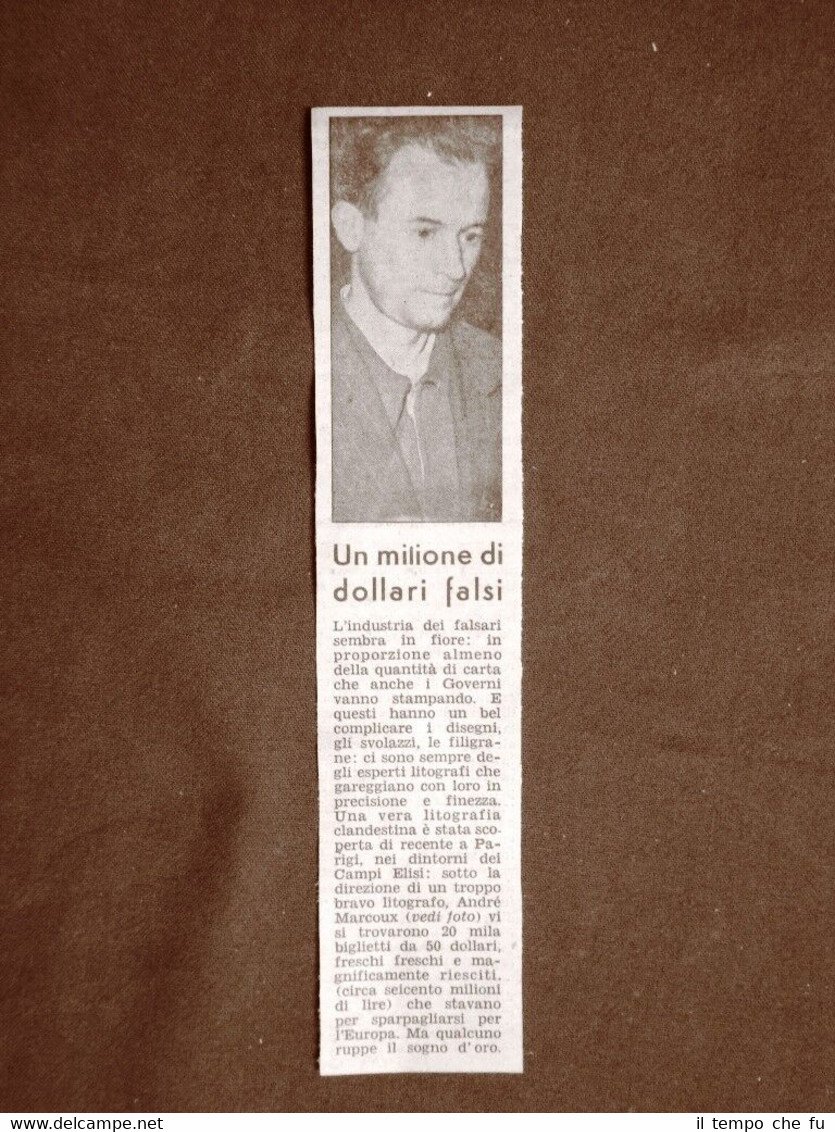 Un milione di
dollari falsi
L'industria dei falsari
sembra in fiore: in
proporzione almeno
della quantità di carta
che anche i Governi
vanno stampando. E
questi hanno un bel
complicare i disegni,
gli svolazzi, le filigra-
ne: ci sono sempre de-
gli esperti litografi che
gareggiano con loro in
precisione e finezza.
Una vera litografia
clandestina è stata sco-
perta di recente a Pa-
rigi, nei dintorni dei
Campi Elisi: sotto la
direzione di un troppo
bravo litografo, André
Marcoux (vedi foto) vi
si trovarono 20 mila
biglietti da 50 dollari,
freschi freschi e ma-
gnificamente riesciti.
(circa seicento milioni
di lire) che stavano
per sparpagliarsi per
l'Europa. Ma qualcuno
ruppe il sogno d'oro.
www.delcampe.net
il tempo che fu